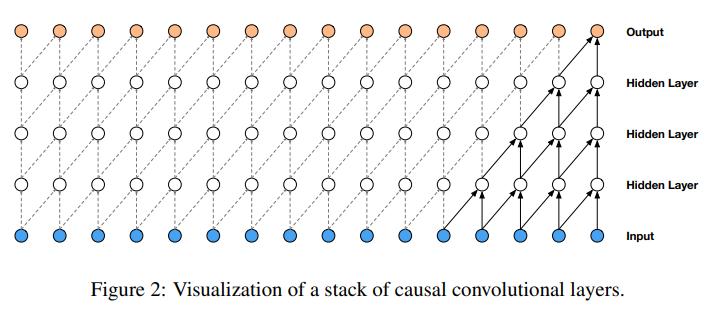 Output
Hidden Layer
Hidden Layer
Hidden Layer
Input
Figure 2: Visualization of a stack of causal convolutional layers.